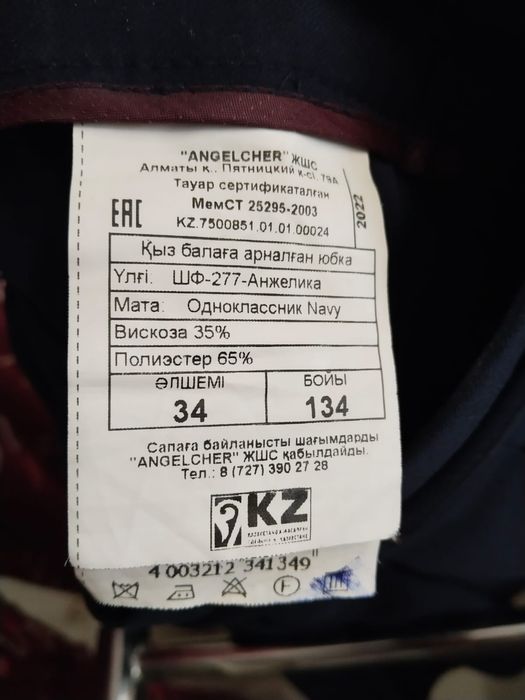 "ANGELCHER" ЖШС
Алматы қ., Пятницкий к-сі, 79А
Тауар сертификаталған
МемСТ 25295-2003
KZ.7500851.01.01.00024
2022
EAC
Қыз балаға арналған юбка
Үлгі: ШФ-277-Анжелика
Мата: Одноклассник Navy
Вискоза 35%
Полиэстер 65%
ӨЛШЕМІ БОЙЫ
34 134
Сапаға байланысты шағымдарды
"ANGELCHER" ЖШС қабылдайды.
Тел.: 8 (727) 390 27 28
KZ
4 003212 341349"
F